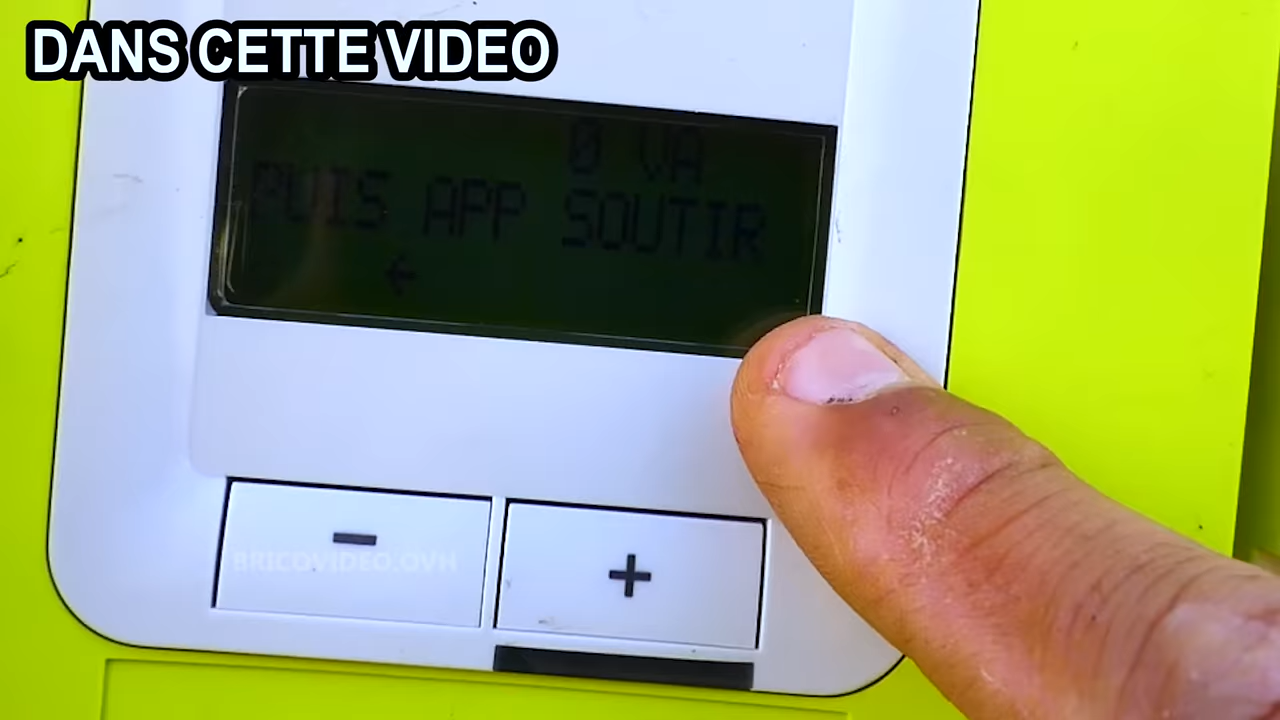 DANS CETTE VIDEO
0 VA
PUIS APP SOUTIR
←
-
BRICOVIDEO.OVH
+